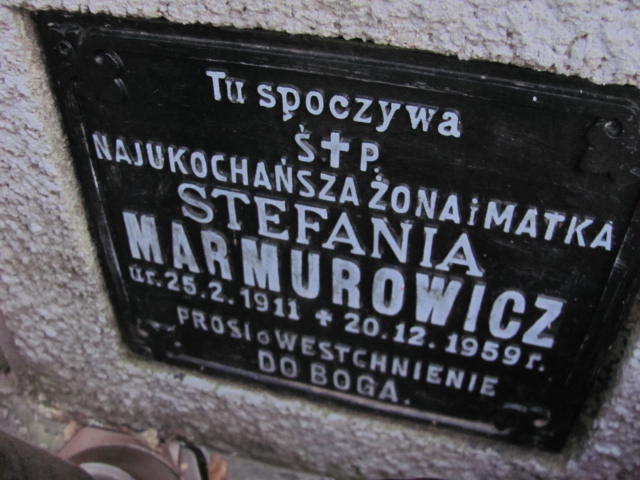 Tu spoczywa
Ś. ✝ P.
NAJUKOCHAŃSZA ŻONA i MATKA
STEFANIA
MARMUROWICZ
ur. 25.2.1911 ✝ 20.12.1959 r.
PROSI o WESTCHNIENIE
DO BOGA.